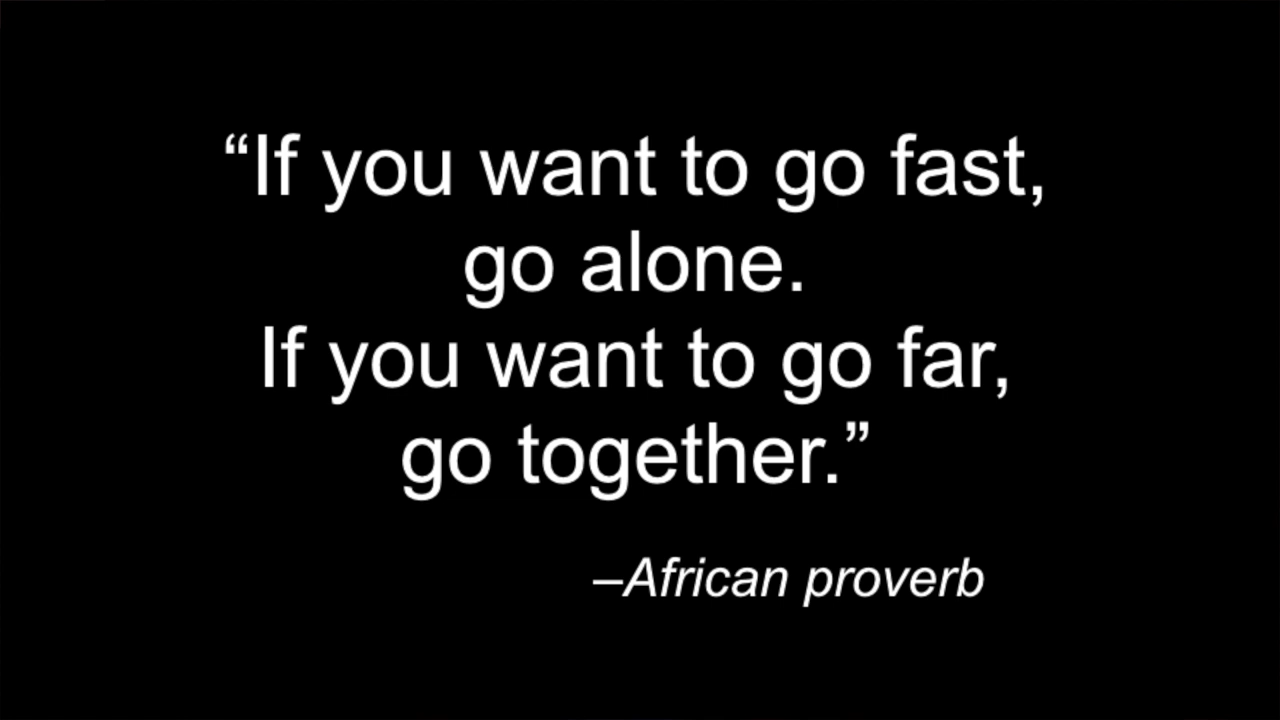 “If you want to go fast,
go alone.
If you want to go far,
go together.”
–African proverb